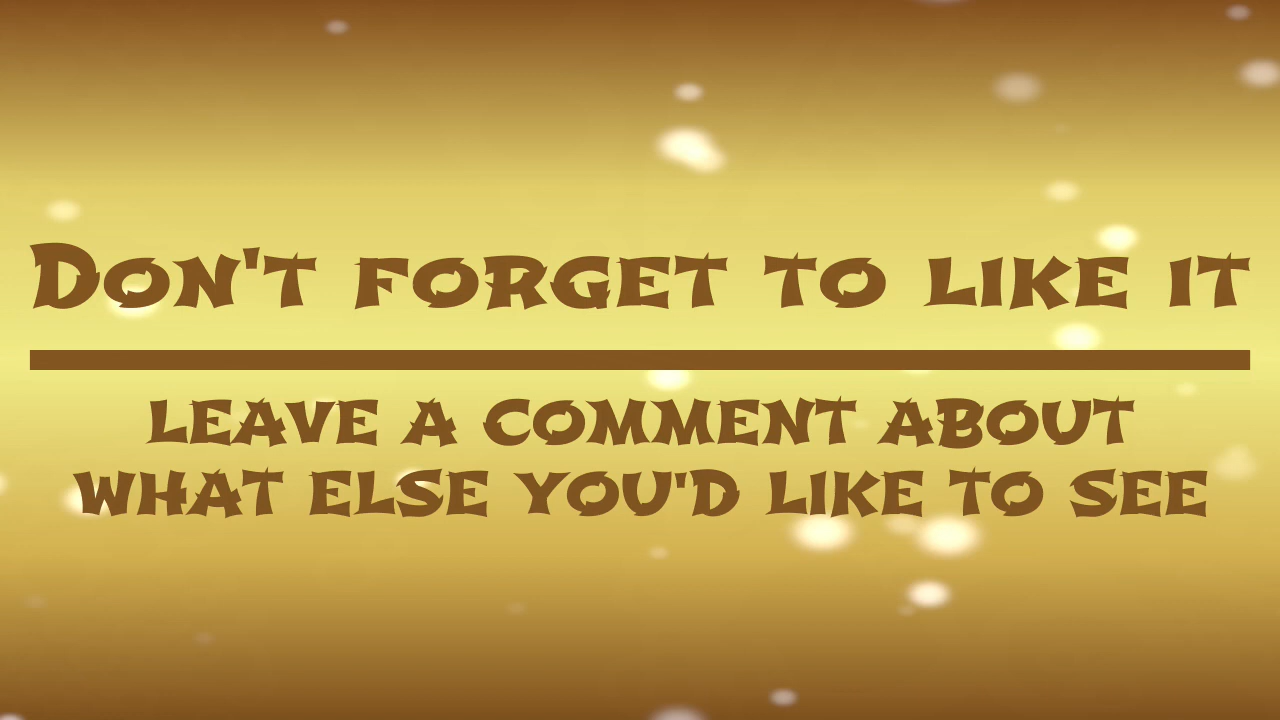 Don't forget to like it
leave a comment about
what else you'd like to see